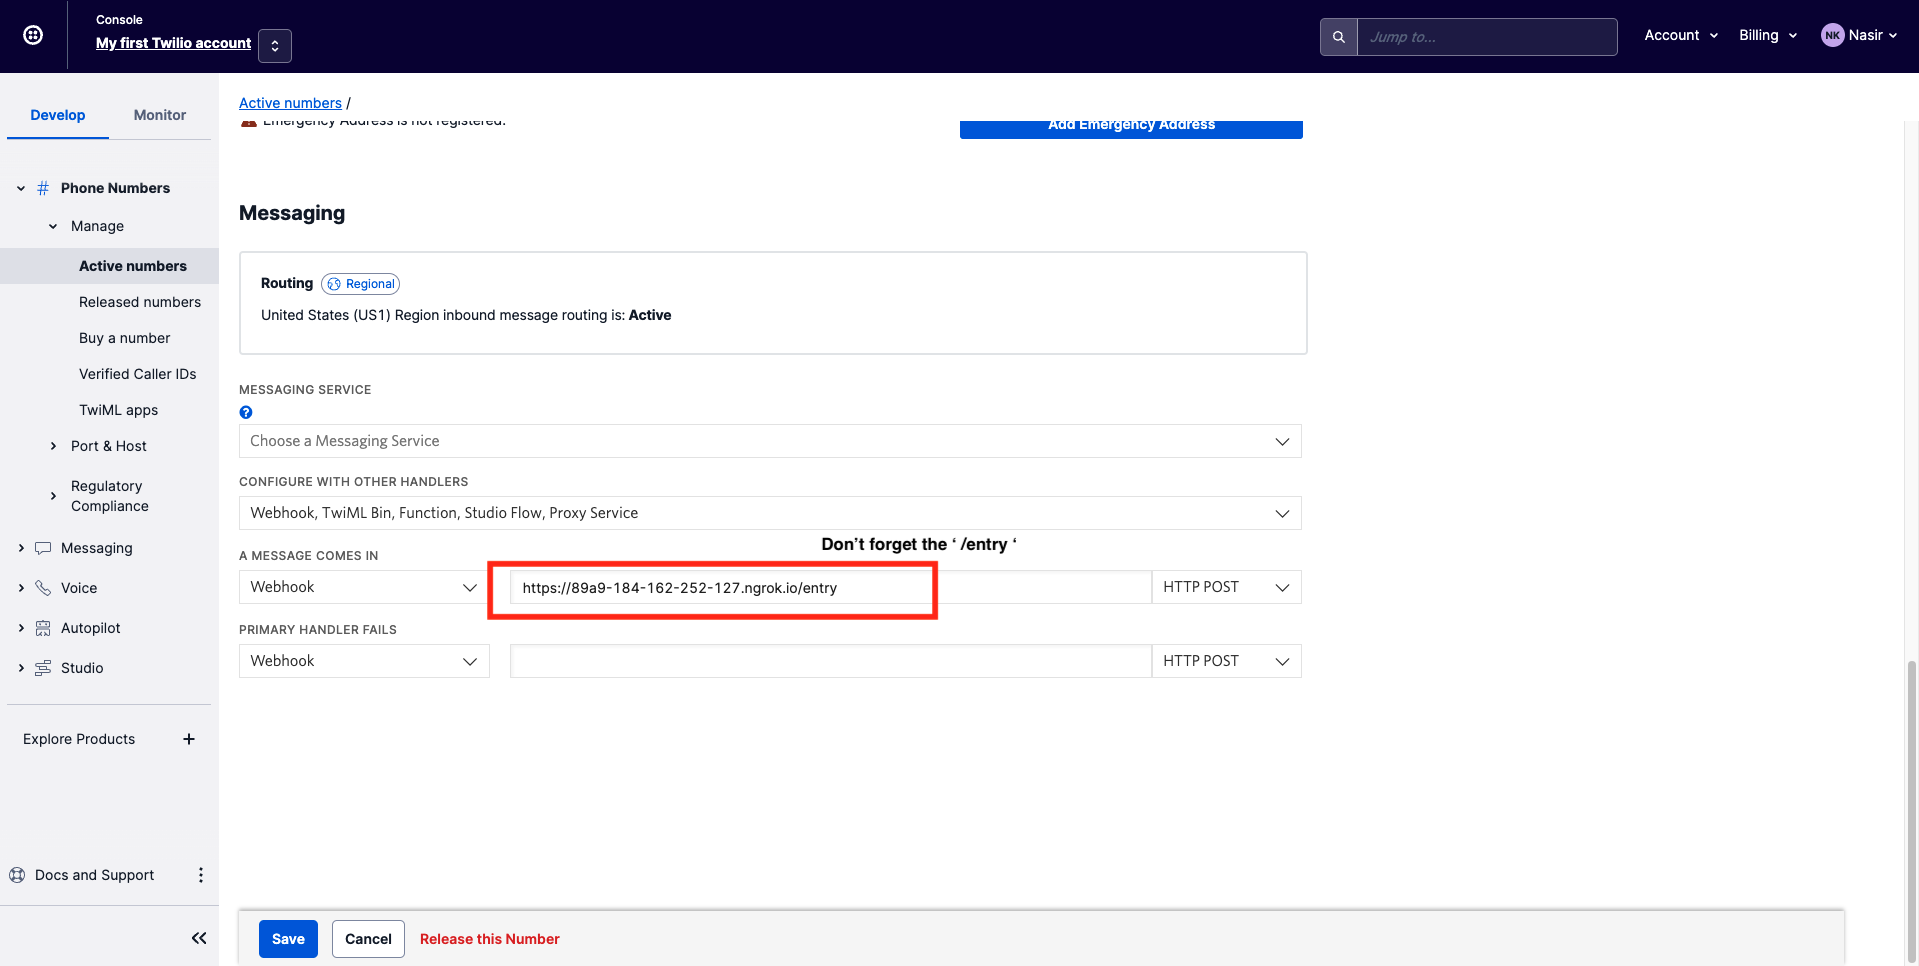 Console
My first Twilio account
Jump to...
Account
Billing
NK Nasir
Develop
Monitor
Phone Numbers
Manage
Active numbers
Released numbers
Buy a number
Verified Caller IDs
TwiML apps
Port & Host
Regulatory
Compliance
Messaging
Voice
Autopilot
Studio
Explore Products
Docs and Support
Active numbers /
Emergency Address is not registered.
Add Emergency Address
Messaging
Routing Regional
United States (US1) Region inbound message routing is: Active
MESSAGING SERVICE
?
Choose a Messaging Service
CONFIGURE WITH OTHER HANDLERS
Webhook, TwiML Bin, Function, Studio Flow, Proxy Service
Don’t forget the ‘ /entry ‘
A MESSAGE COMES IN
Webhook https://89a9-184-162-252-127.ngrok.io/entry HTTP POST
PRIMARY HANDLER FAILS
Webhook HTTP POST
Save Cancel Release this Number